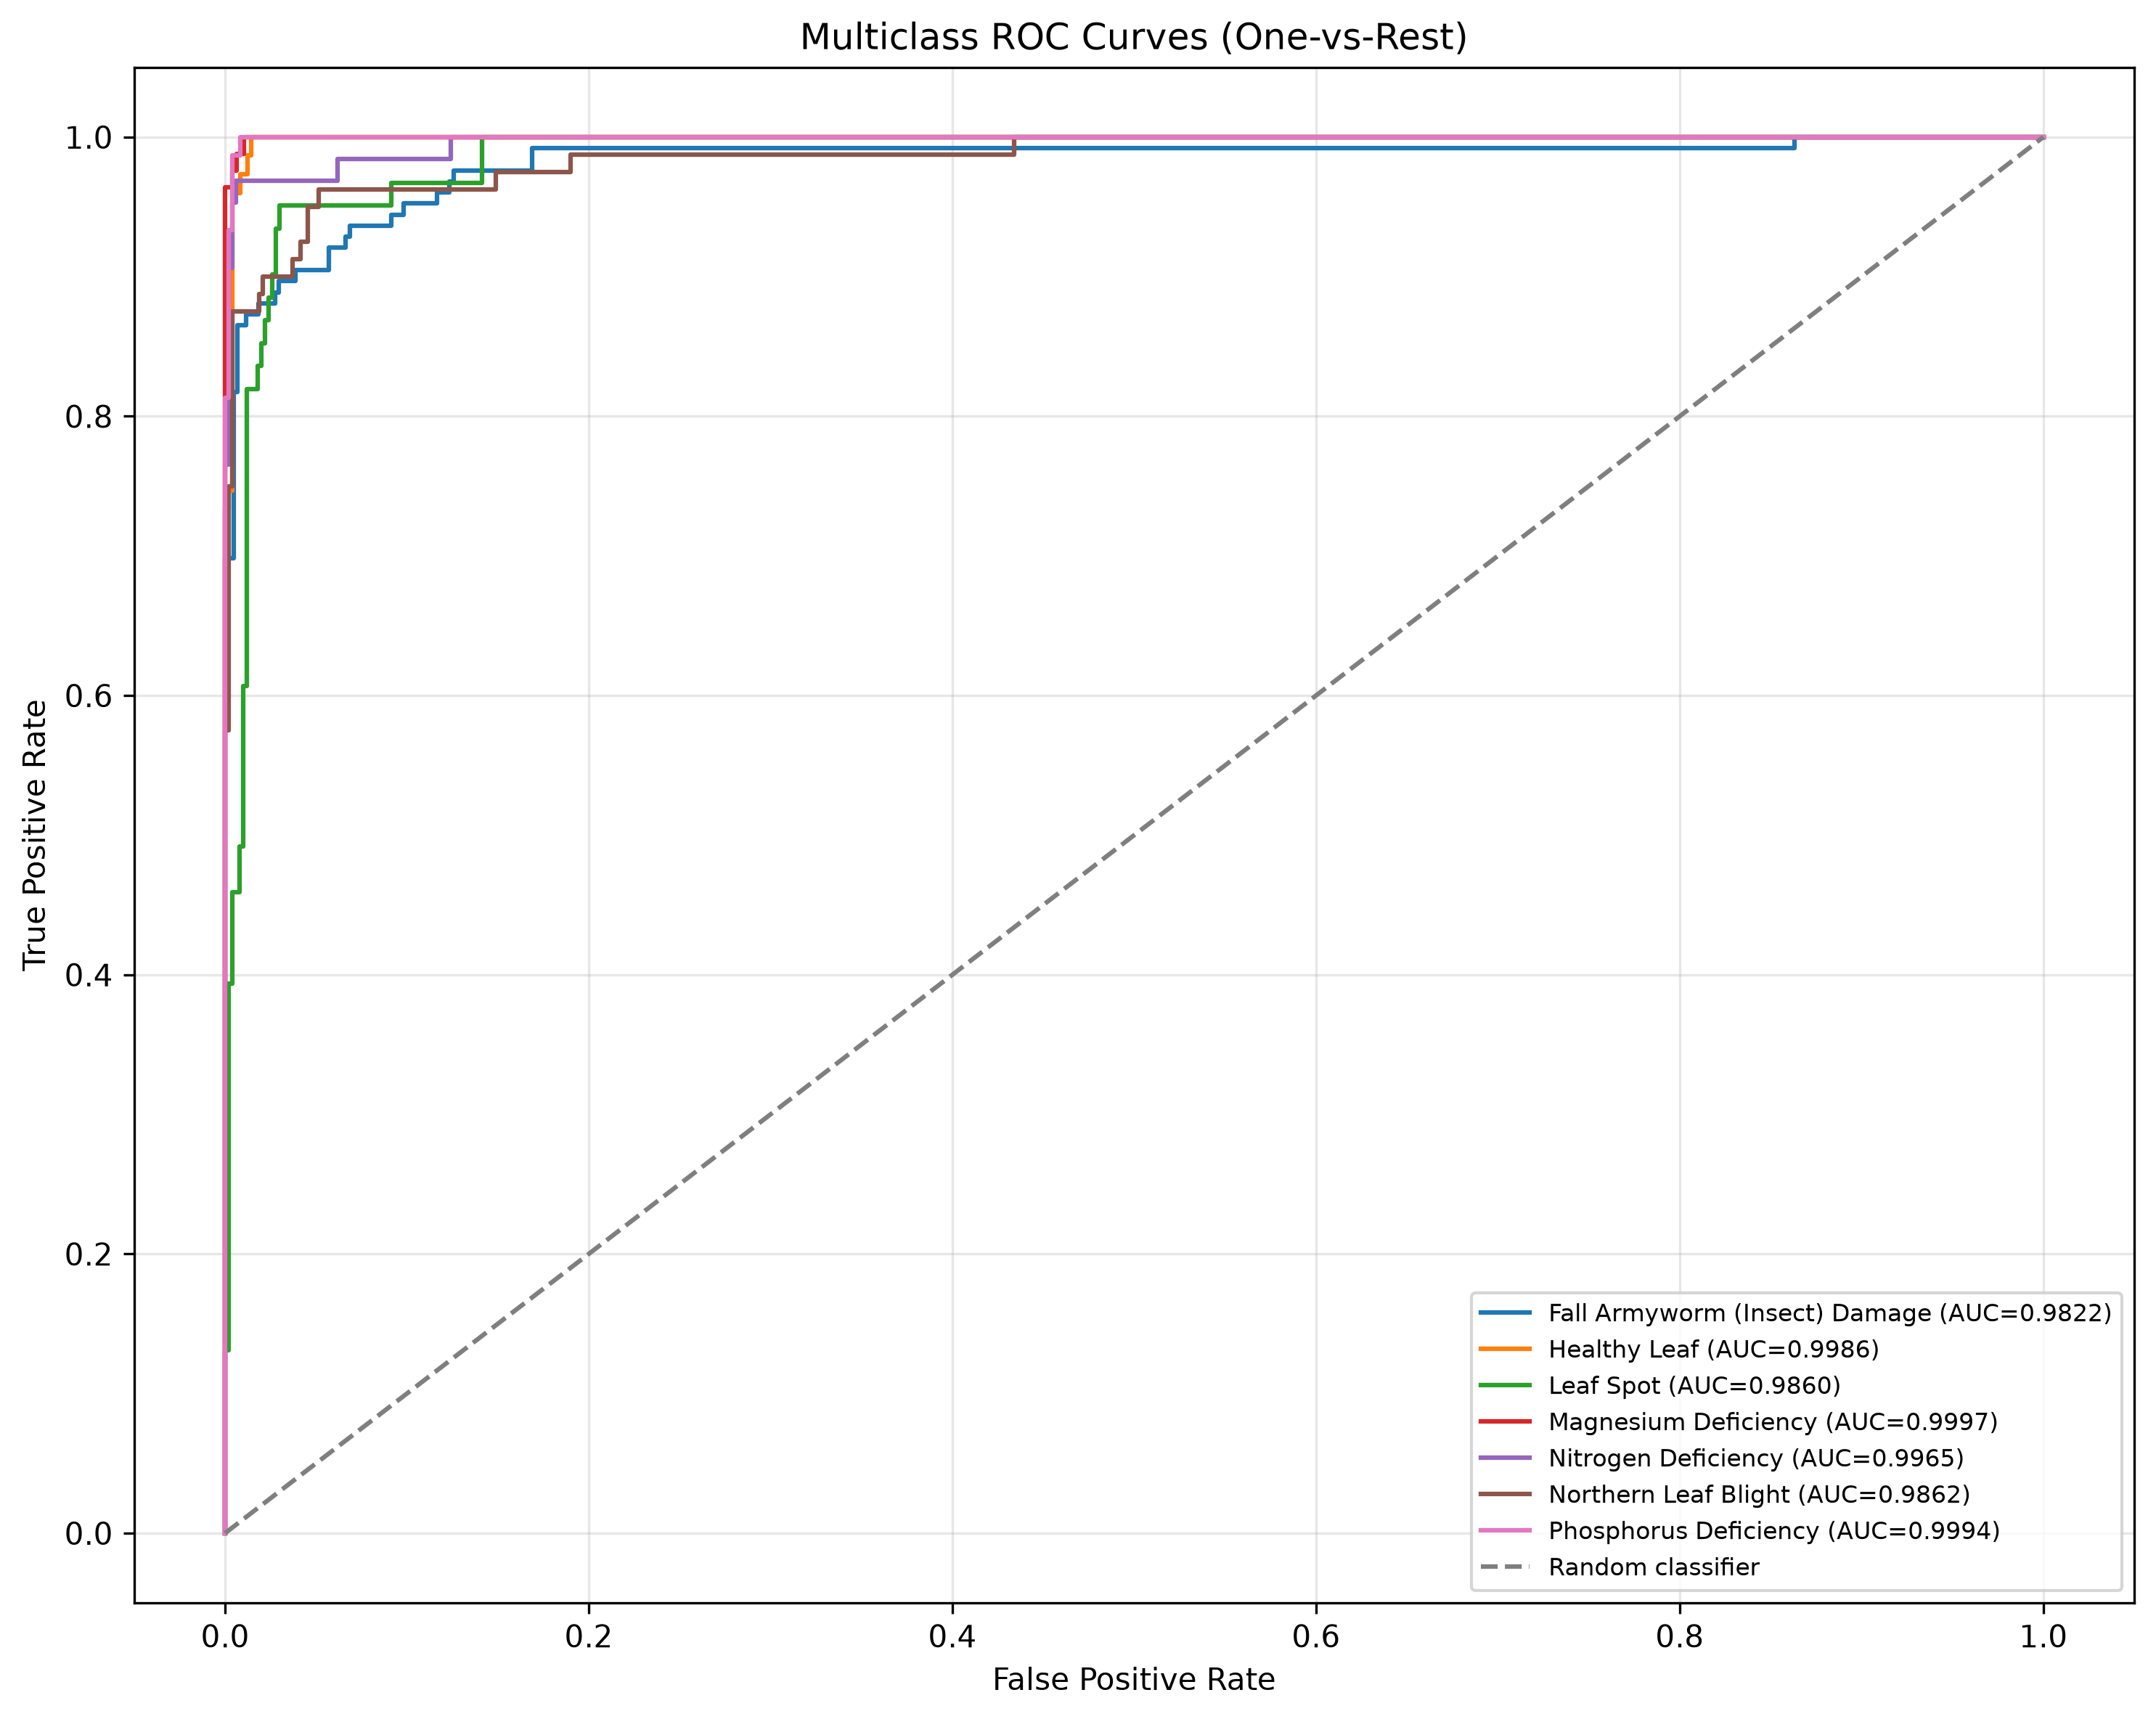 Multiclass ROC Curves (One-vs-Rest)
True Positive Rate
1.0
0.8
0.6
0.4
0.2
0.0
0.0
0.2
0.4
0.6
0.8
1.0
False Positive Rate
Fall Armyworm (Insect) Damage (AUC=0.9822)
Healthy Leaf (AUC=0.9986)
Leaf Spot (AUC=0.9860)
Magnesium Deficiency (AUC=0.9997)
Nitrogen Deficiency (AUC=0.9965)
Northern Leaf Blight (AUC=0.9862)
Phosphorus Deficiency (AUC=0.9994)
Random classifier